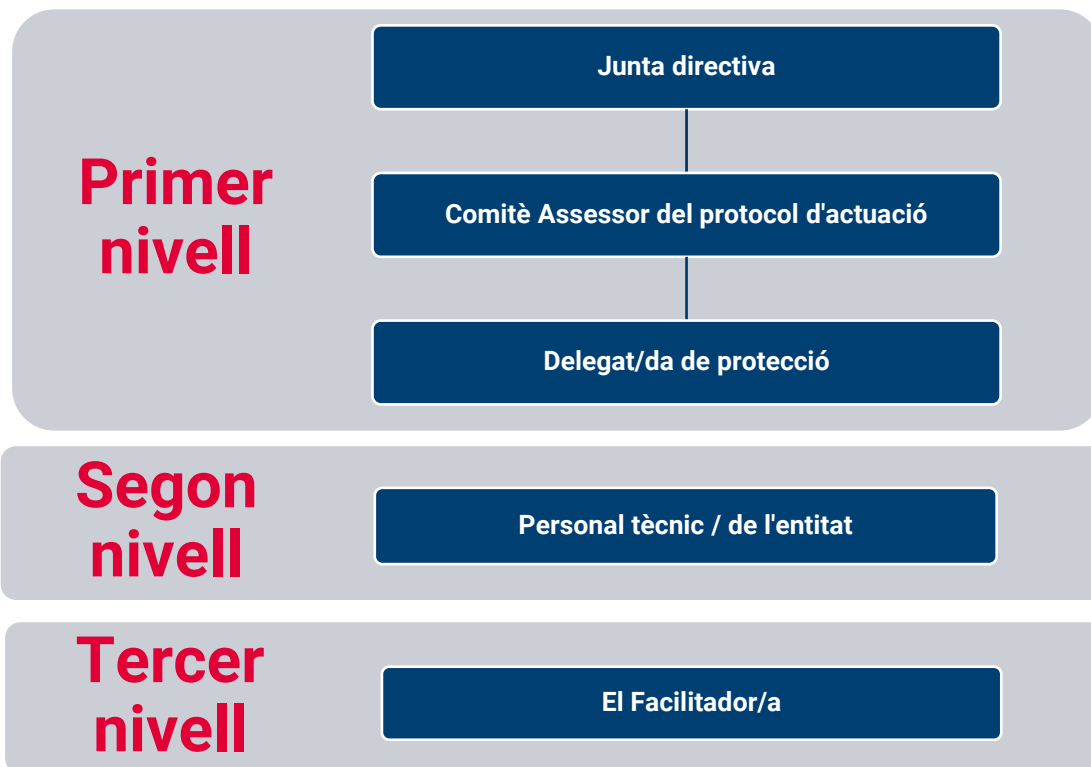 Primer
nivell
Junta directiva
Comitè Assessor del protocol d'actuació
Delegat/da de protecció
Segon
nivell
Personal tècnic / de l'entitat
Tercer
nivell
El Facilitador/a